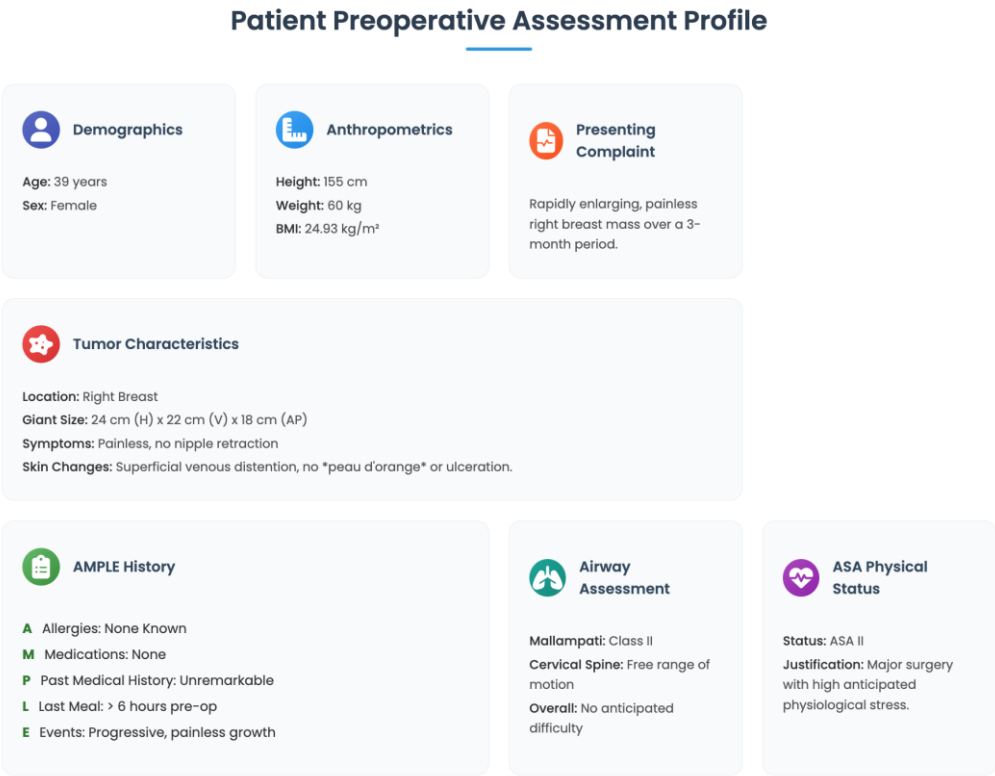 Patient Preoperative Assessment Profile
Demographics
Age: 39 years
Sex: Female
Anthropometrics
Height: 155 cm
Weight: 60 kg
BMI: 24.93 kg/m²
Presenting
Complaint
Rapidly enlarging, painless
right breast mass over a 3-
month period.
Tumor Characteristics
Location: Right Breast
Giant Size: 24 cm (H) x 22 cm (V) x 18 cm (AP)
Symptoms: Painless, no nipple retraction
Skin Changes: Superficial venous distention, no *peau d'orange* or ulceration.
AMPLE History
A Allergies: None Known
M Medications: None
P Past Medical History: Unremarkable
L Last Meal: > 6 hours pre-op
E Events: Progressive, painless growth
Airway
Assessment
Mallampati: Class II
Cervical Spine: Free range of
motion
Overall: No anticipated
difficulty
ASA Physical
Status
Status: ASA II
Justification: Major surgery
with high anticipated
physiological stress.